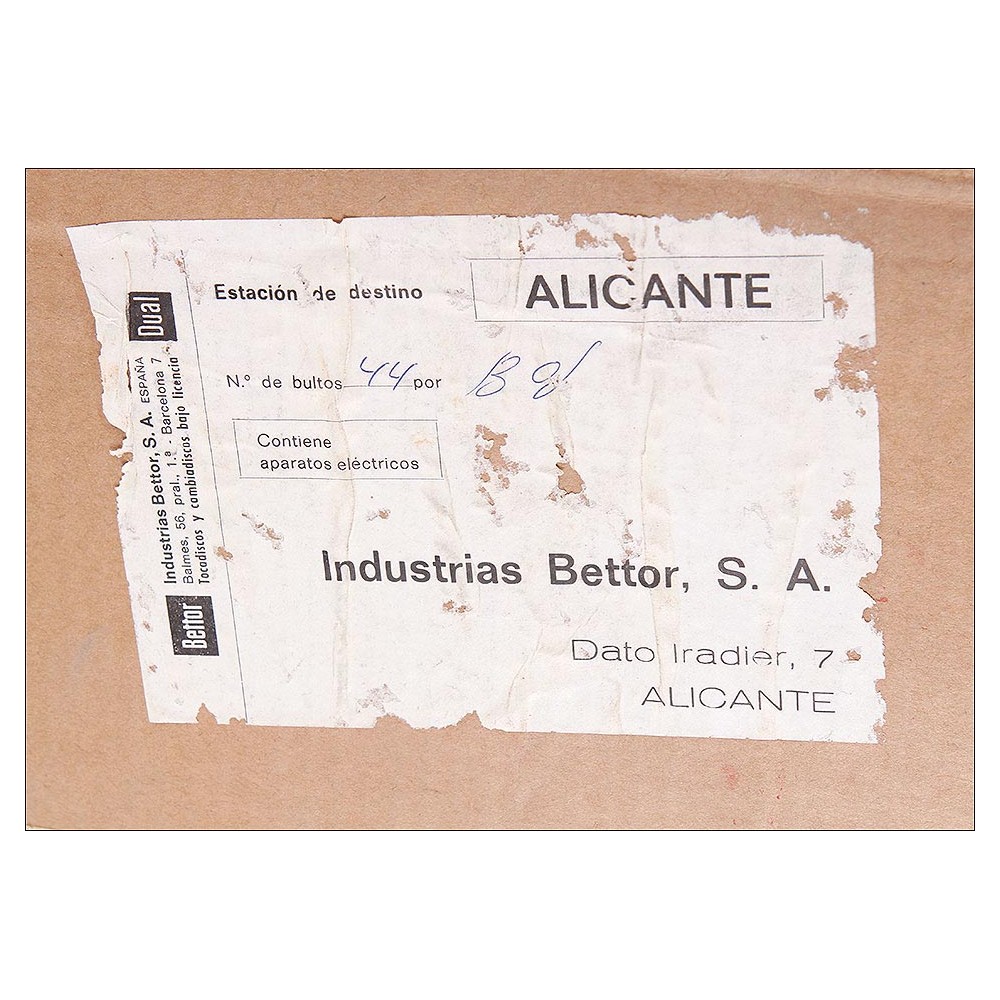 Estación de destino
ALICANTE
N.º de bultos 44 por
Contiene
aparatos eléctricos
Industrias Bettor, S. A.
Dato Iradier, 7
ALICANTE
Bettor
Dual
Industrias Bettor, S. A. ESPAÑA
Balmes, 56, pral., 1.ª - Barcelona 7
Tocadiscos y cambiadiscos bajo licencia